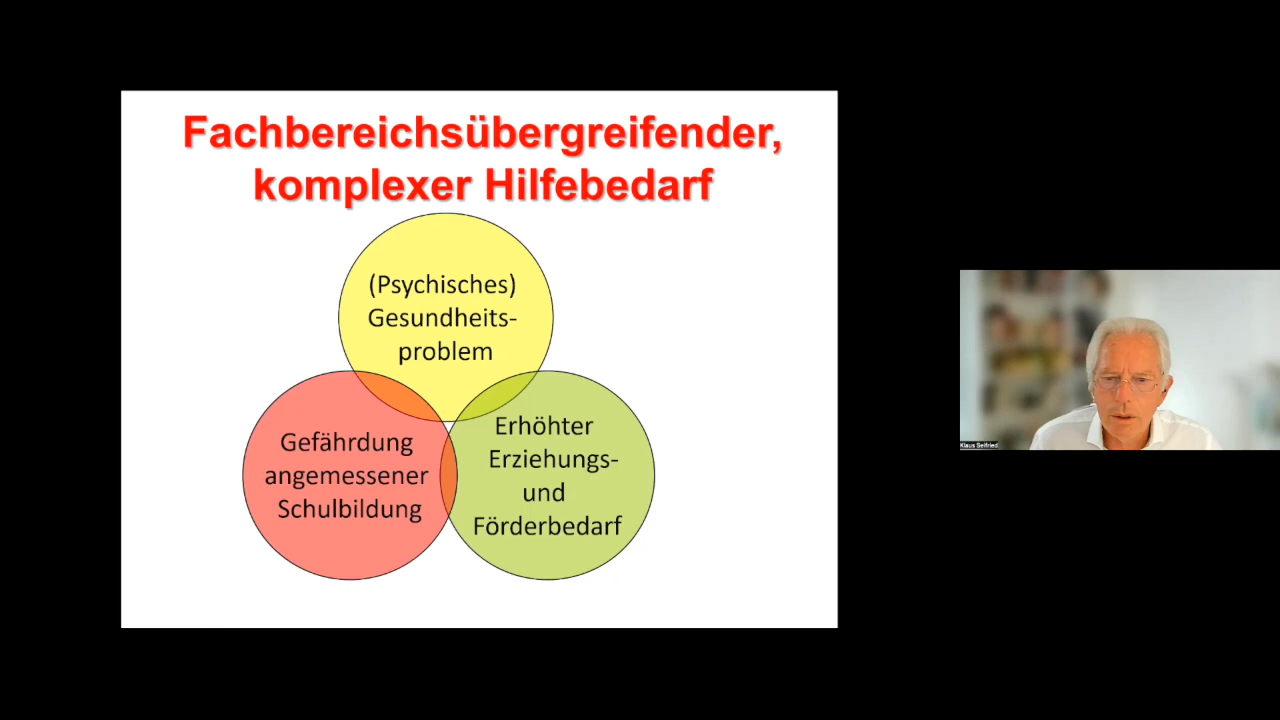 Fachbereichsübergreifender,
komplexer Hilfebedarf
(Psychisches)
Gesundheits-
problem
Gefährdung
angemessener
Schulbildung
Erhöhter
Erziehungs-
und
Förderbedarf
Klaus Seifried